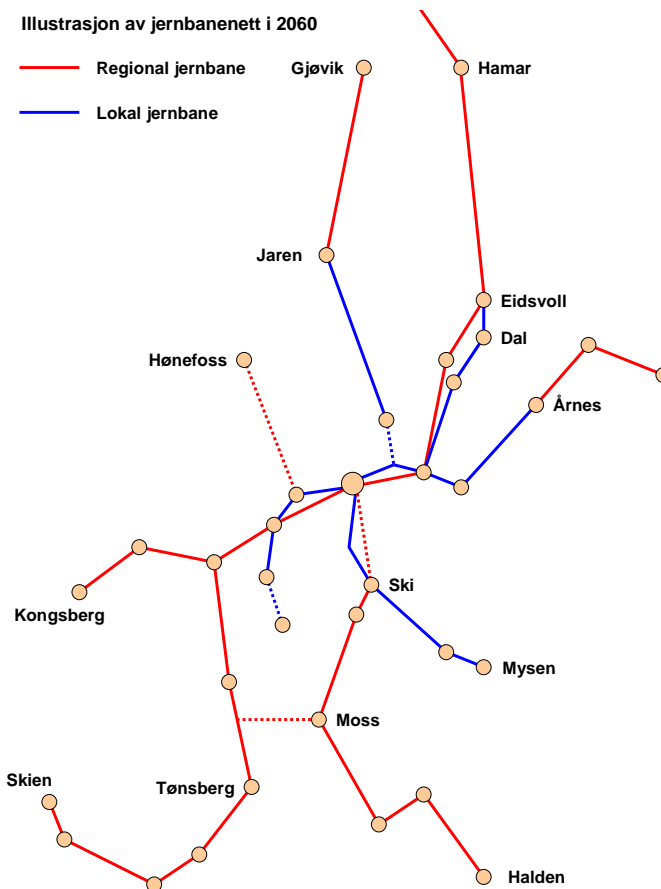 Illustrasjon av jernbanenett i 2060
Regional jernbane
Gjøvik
Hamar
Lokal jernbane
Jaren
Eidsvoll
Dal
Hønefoss
Årnes
Ski
Kongsberg
Mysen
Moss
Skien
Tønsberg
Halden